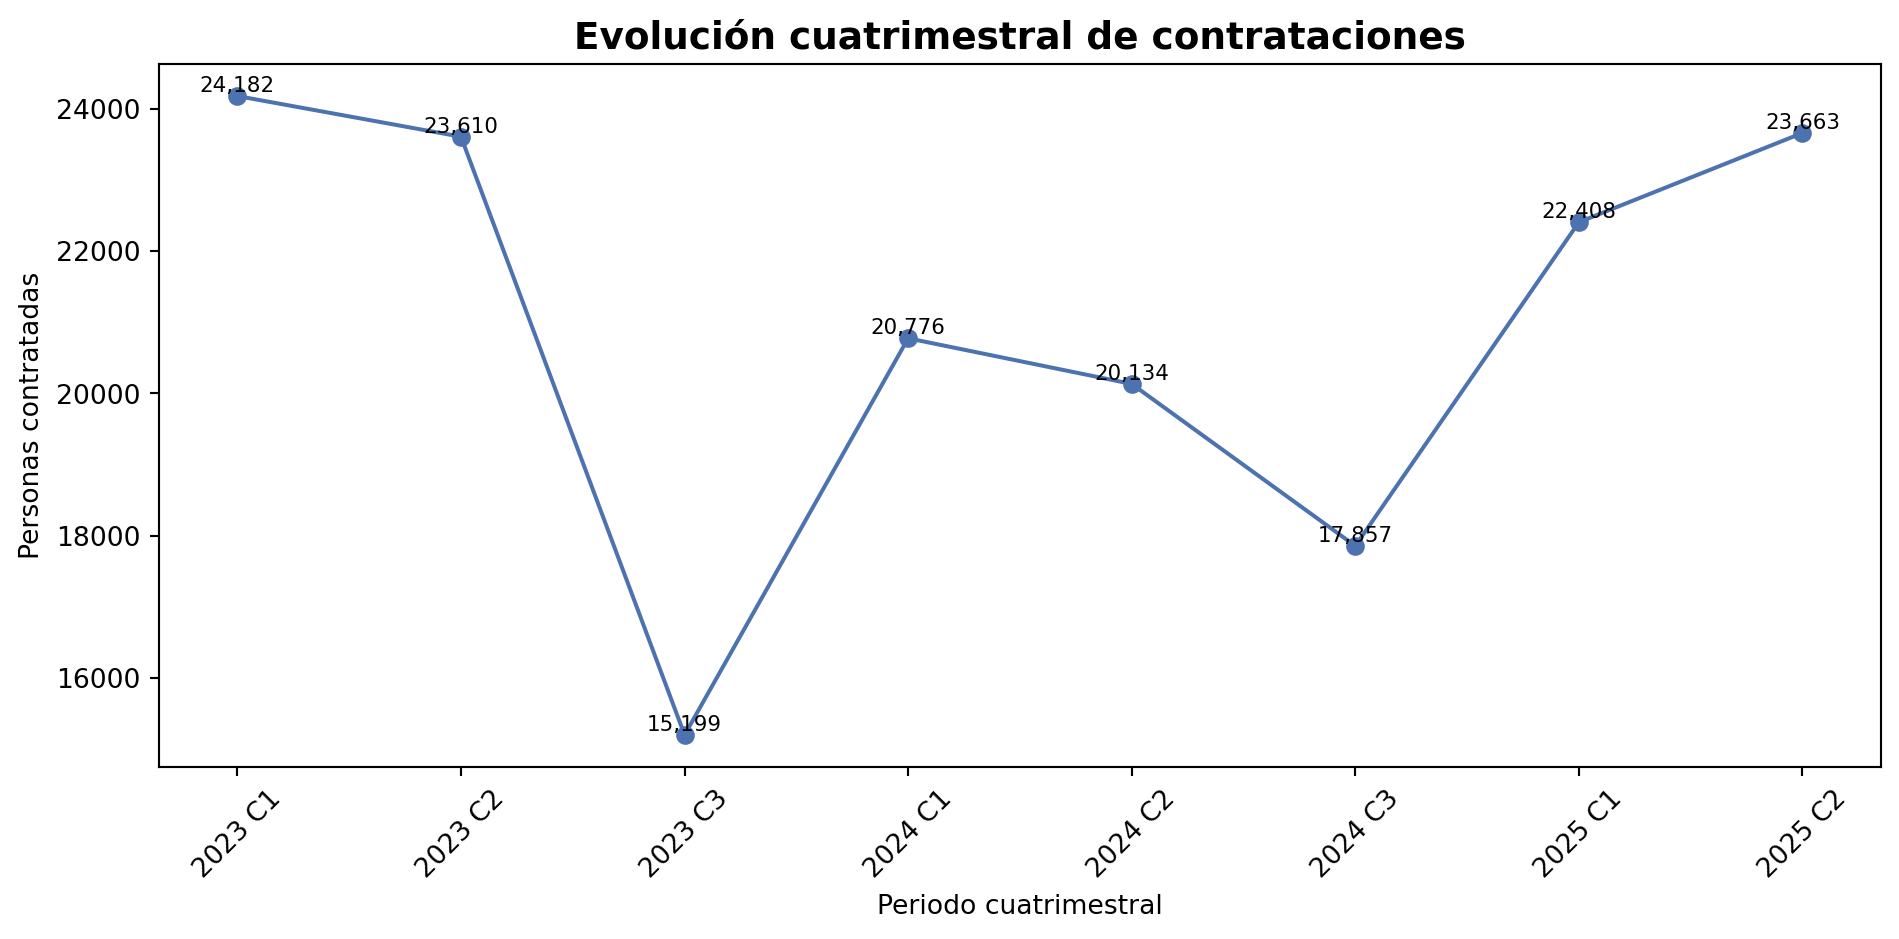 Evolución cuatrimestral de contrataciones
Personas contratadas
24000
22000
20000
18000
16000
24,182
23,610
15,199
20,776
20,134
17,857
22,408
23,663
2023 C1
2023 C2
2023 C3
2024 C1
2024 C2
2024 C3
2025 C1
2025 C2
Periodo cuatrimestral